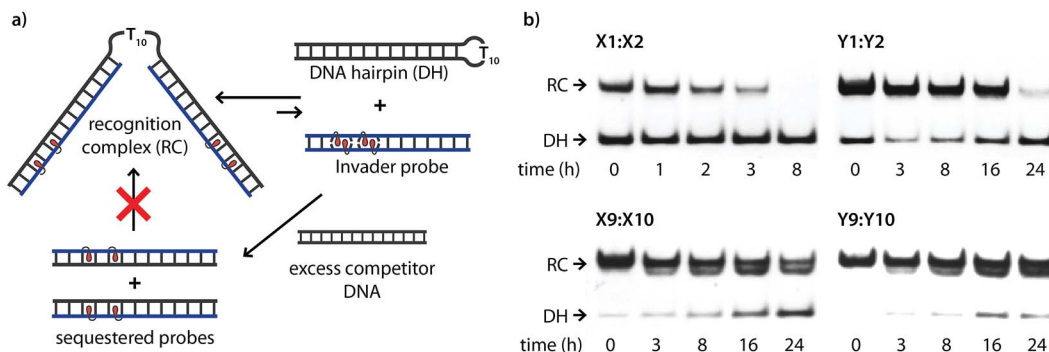 a)
T10
T10
DNA hairpin (DH)
+
recognition
complex (RC)
Invader probe
excess competitor
DNA
+
sequestered probes
b)
X1:X2
RC
DH
time (h) 0 1 2 3 8
Y1:Y2
0 3 8 16 24
X9:X10
RC
DH
time (h) 0 3 8 16 24
Y9:Y10
0 3 8 16 24